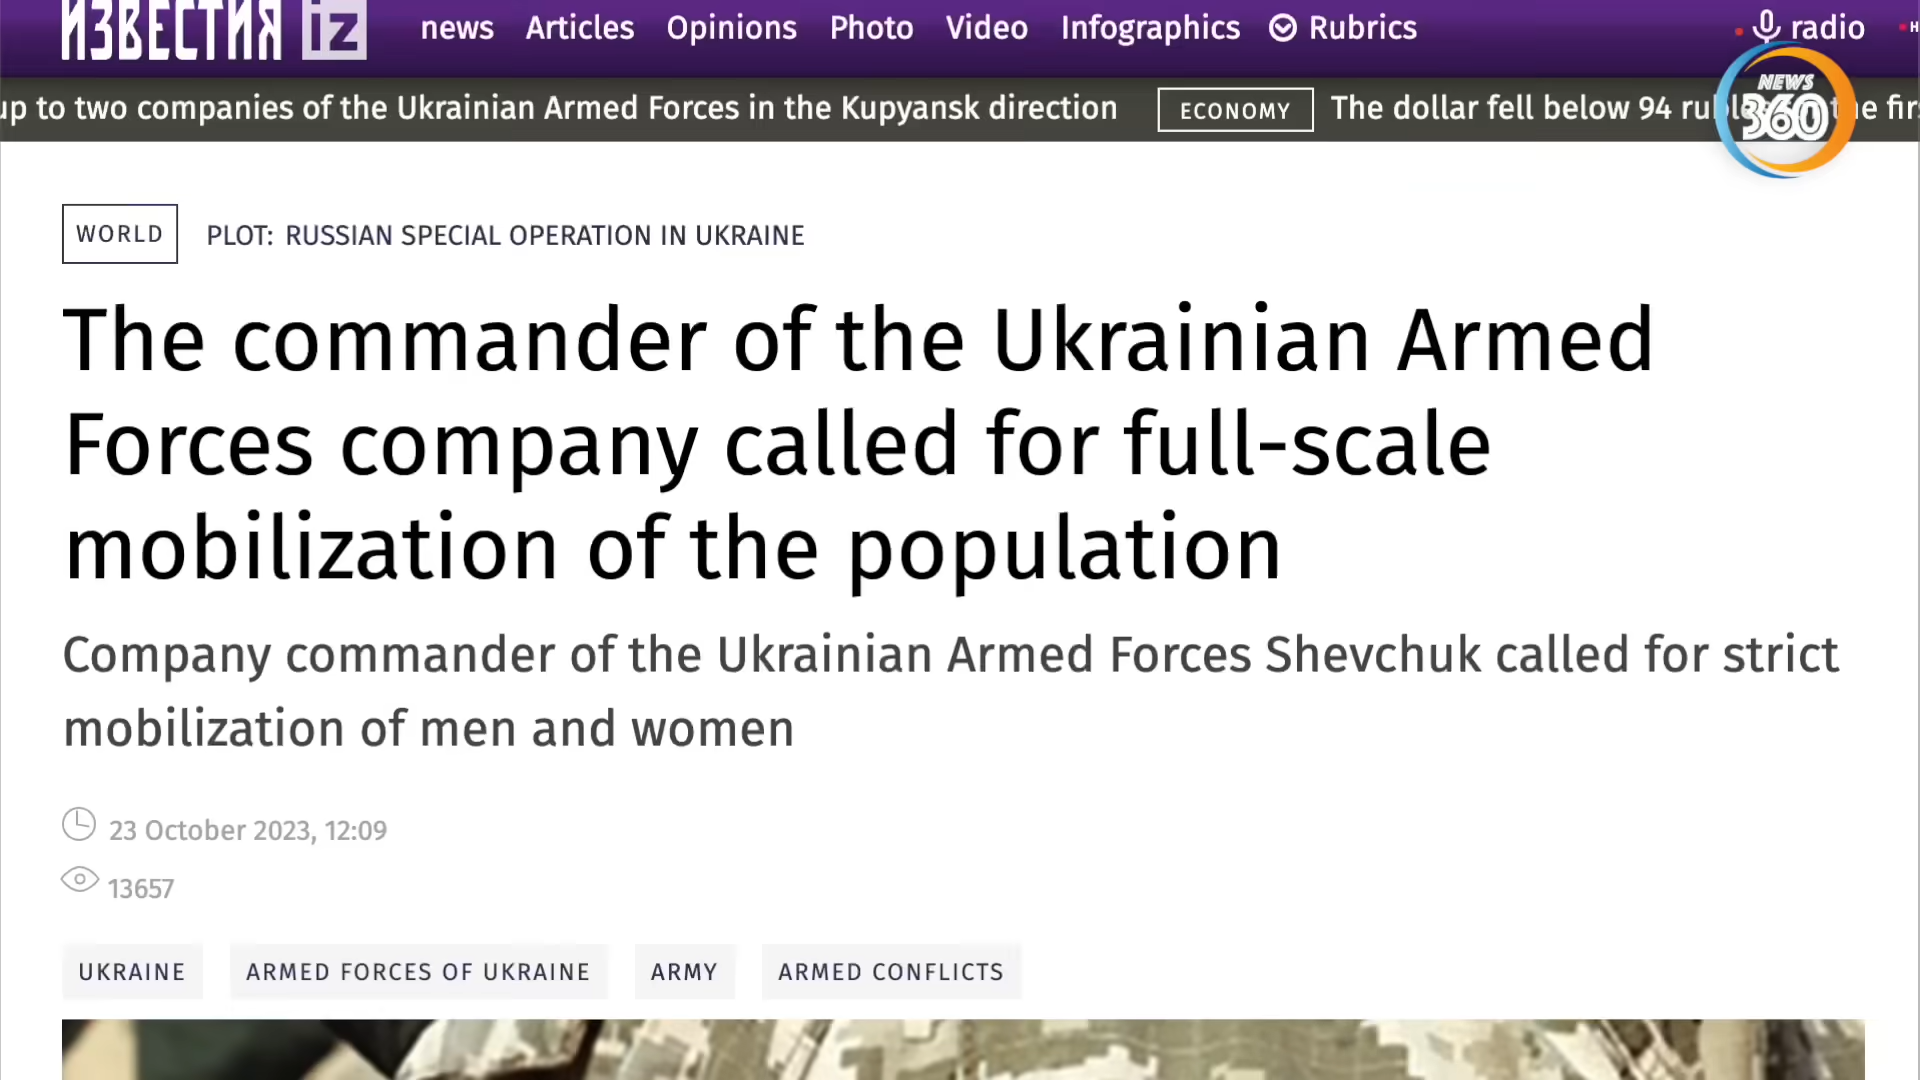 ИЗВЕСТИЯ iz news Articles Opinions Photo Video Infographics Rubrics radio
up to two companies of the Ukrainian Armed Forces in the Kupyansk direction ECONOMY The dollar fell below 94
NEWS
360
WORLD PLOT: RUSSIAN SPECIAL OPERATION IN UKRAINE
The commander of the Ukrainian Armed
Forces company called for full-scale
mobilization of the population
Company commander of the Ukrainian Armed Forces Shevchuk called for strict
mobilization of men and women
23 October 2023, 12:09
13657
UKRAINE ARMED FORCES OF UKRAINE ARMY ARMED CONFLICTS